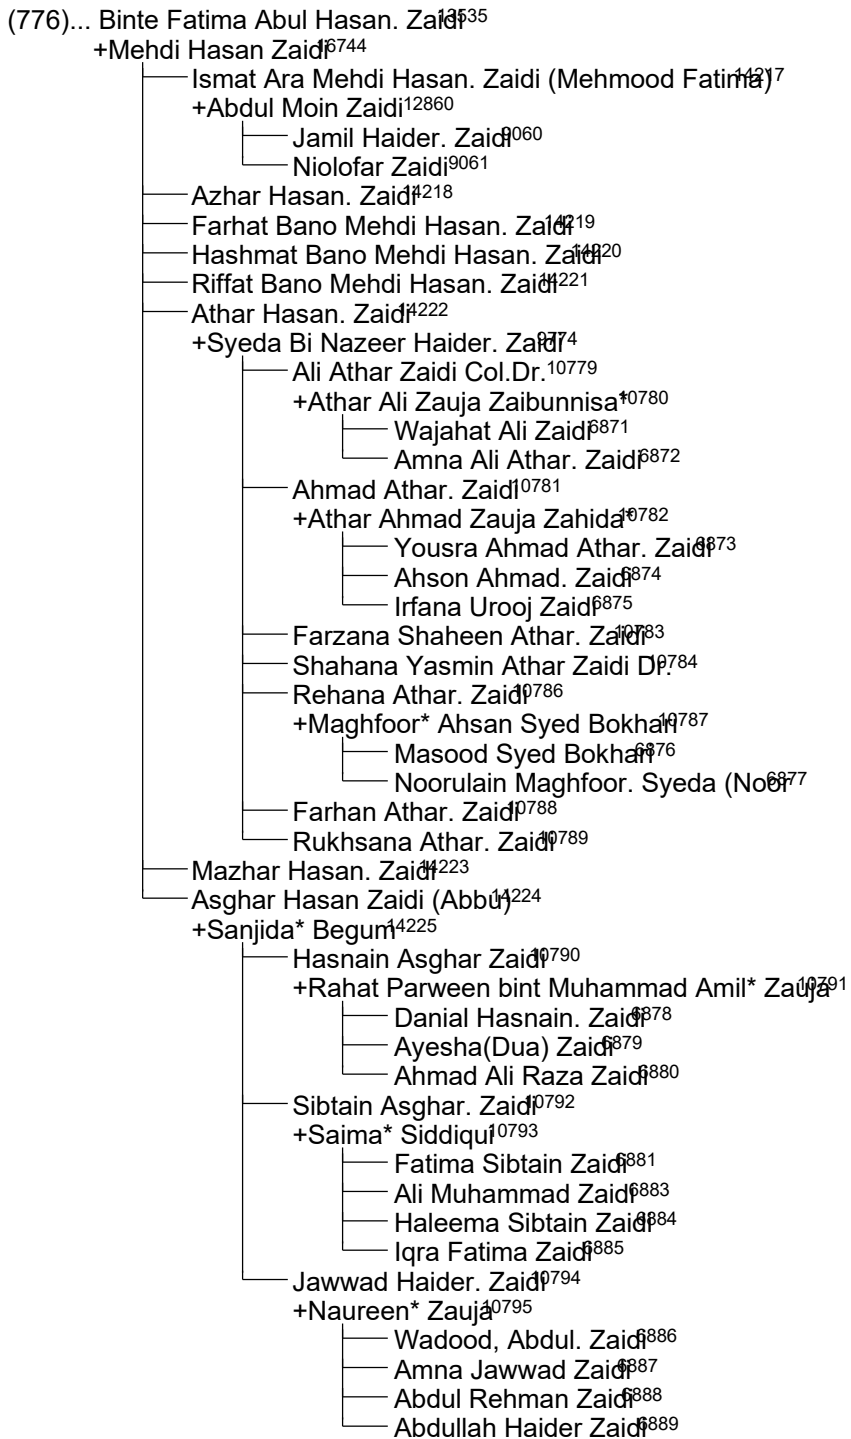 (776)... Binte Fatima Abul Hasan. Zaidi13535
+Mehdi Hasan Zaidi16744
Ismat Ara Mehdi Hasan. Zaidi (Mehmood Fatima)14217
+Abdul Moin Zaidi12860
Jamil Haider. Zaidi9060
Niolofar Zaidi9061
Azhar Hasan. Zaidi14218
Farhat Bano Mehdi Hasan. Zaidi14219
Hashmat Bano Mehdi Hasan. Zaidi14220
Riffat Bano Mehdi Hasan. Zaidi14221
Athar Hasan. Zaidi14222
+Syeda Bi Nazeer Haider. Zaidi9774
Ali Athar Zaidi Col.Dr.10779
+Athar Ali Zauja Zaibunnisa*10780
Wajahat Ali Zaidi6871
Amna Ali Athar. Zaidi6872
Ahmad Athar. Zaidi10781
+Athar Ahmad Zauja Zahida*10782
Yousra Ahmad Athar. Zaidi6873
Ahson Ahmad. Zaidi6874
Irfana Urooj Zaidi6875
Farzana Shaheen Athar. Zaidi10783
Shahana Yasmin Athar Zaidi Dr.10784
Rehana Athar. Zaidi10786
+Maghfoor* Ahsan Syed Bokhari10787
Masood Syed Bokhari6876
Noorulain Maghfoor. Syeda (Noor6877
Farhan Athar. Zaidi10788
Rukhsana Athar. Zaidi10789
Mazhar Hasan. Zaidi14223
Asghar Hasan Zaidi (Abbu)14224
+Sanjida* Begum14225
Hasnain Asghar Zaidi10790
+Rahat Parween bint Muhammad Amil* Zauja10791
Danial Hasnain. Zaidi6878
Ayesha(Dua) Zaidi6879
Ahmad Ali Raza Zaidi6880
Sibtain Asghar. Zaidi10792
+Saima* Siddiqui10793
Fatima Sibtain Zaidi6881
Ali Muhammad Zaidi6883
Haleema Sibtain Zaidi6884
Iqra Fatima Zaidi6885
Jawwad Haider. Zaidi10794
+Naureen* Zauja10795
Wadood, Abdul. Zaidi6886
Amna Jawwad Zaidi6887
Abdul Rehman Zaidi6888
Abdullah Haider Zaidi6889